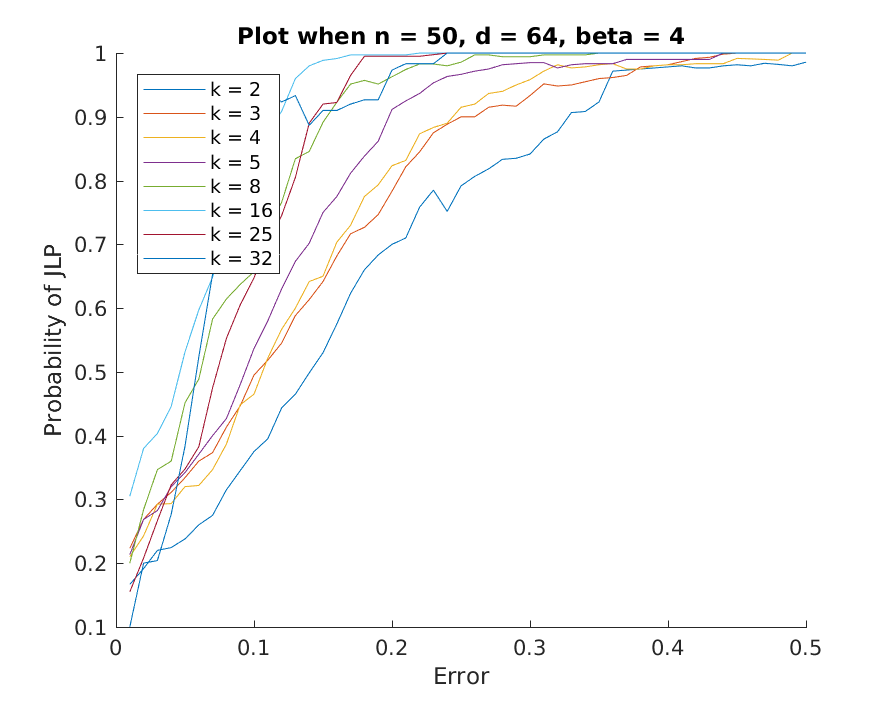 Plot when n = 50, d = 64, beta = 4
1
0.9
0.8
0.7
0.6
0.5
0.4
0.3
0.2
0.1
Probability of JLP
k = 2
k = 3
k = 4
k = 5
k = 8
k = 16
k = 25
k = 32
0
0.1
0.2
0.3
0.4
0.5
Error